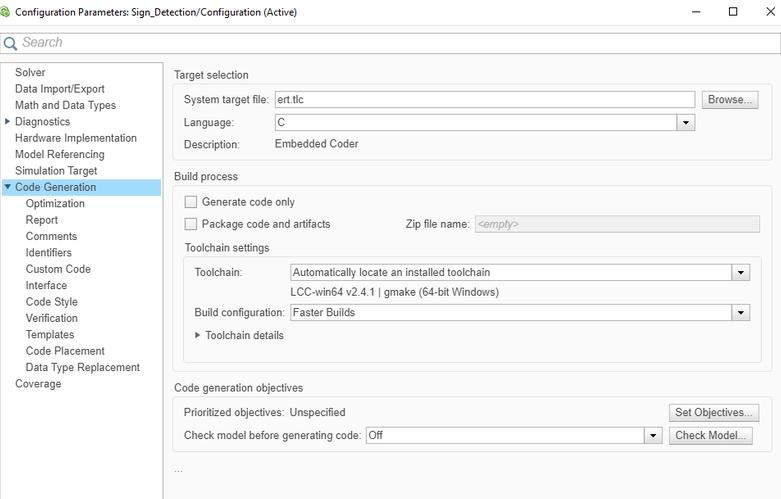 Configuration Parameters: Sign_Detection/Configuration (Active)
Search
Solver
Data Import/Export
Math and Data Types
Diagnostics
Hardware Implementation
Model Referencing
Simulation Target
Code Generation
Optimization
Report
Comments
Identifiers
Custom Code
Interface
Code Style
Verification
Templates
Code Placement
Data Type Replacement
Coverage
Target selection
System target file: ert.tlc Browse...
Language: C
Description: Embedded Coder
Build process
Generate code only
Package code and artifacts Zip file name: <empty>
Toolchain settings
Toolchain: Automatically locate an installed toolchain
LCC-win64 v2.4.1 | gmake (64-bit Windows)
Build configuration: Faster Builds
Toolchain details
Code generation objectives
Prioritized objectives: Unspecified Set Objectives...
Check model before generating code: Off Check Model...
...